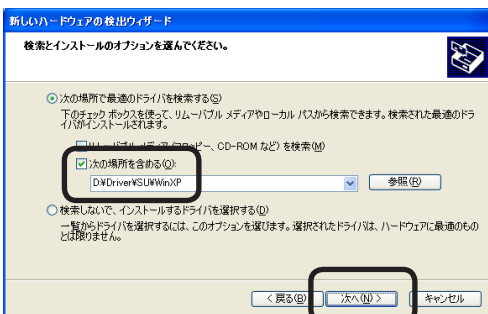 新しいハードウェアの検出ウィザード
検索とインストールのオプションを選んでください。
次の場所で最適のドライバを検索する(S)
下のチェック ボックスを使って、リムーバブル メディアやローカル パスから検索できます。検索された最適のドラ
イバがインストールされます。
リムーバブル メディア (フロッピー、CD-ROM など) を検索(M)
次の場所を含める(O):
D:¥Driver¥SU¥WinXP
参照(R)
検索しないで、インストールするドライバを選択する(D)
一覧からドライバを選択するには、このオプションを選びます。選択されたドライバは、ハードウェアに最適のもの
とは限りません。
< 戻る(B) 次へ(N) > キャンセル